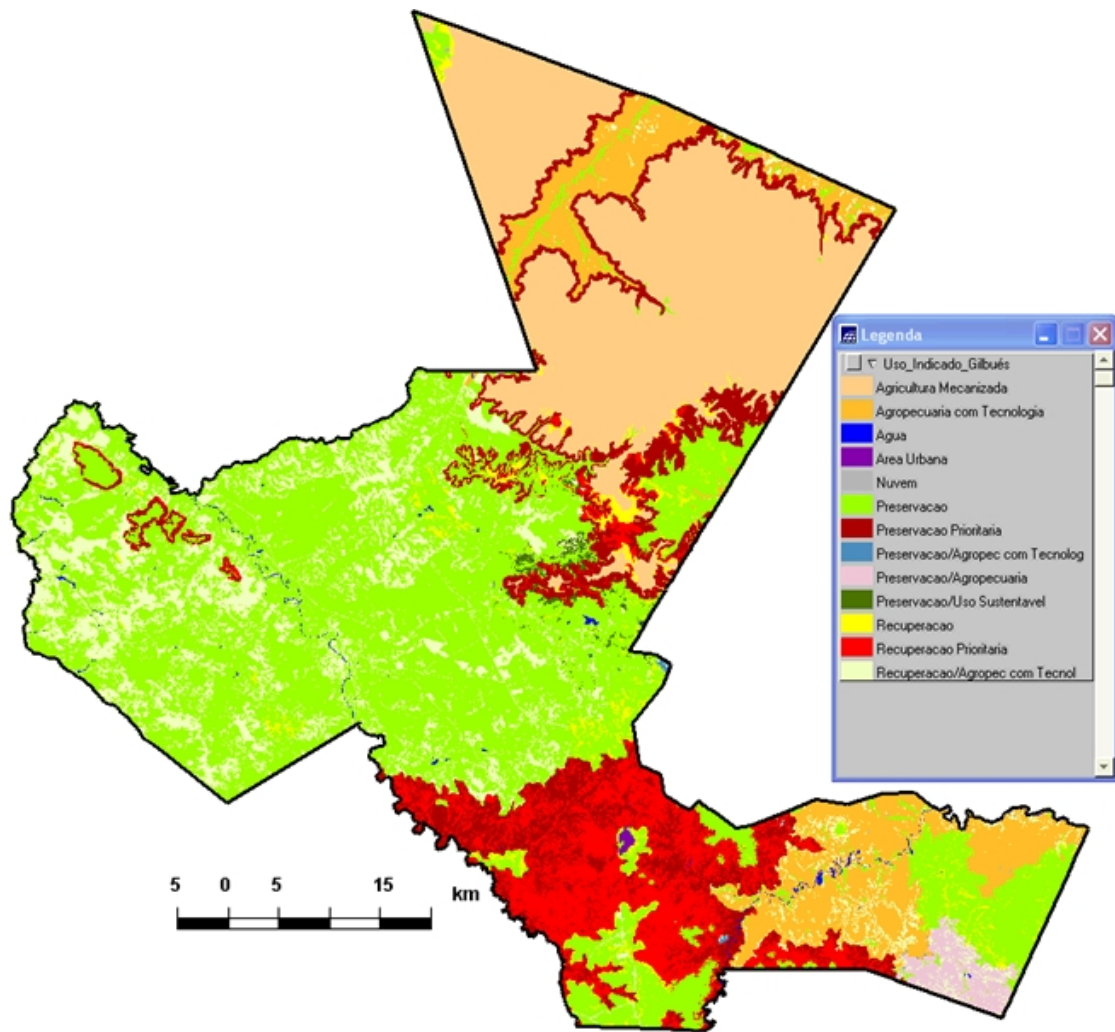 Legenda
Uso_Indicado_Gilbués
Agricultura Mecanizada
Agropecuaria com Tecnologia
Agua
Area Urbana
Nuvem
Preservacao
Preservacao Prioritaria
Preservacao/Agropec com Tecnolog
Preservacao/Agropecuaria
Preservacao/Uso Sustentavel
Recuperacao
Recuperacao Prioritaria
Recuperacao/Agropec com Tecnol
5 0 5 15
km